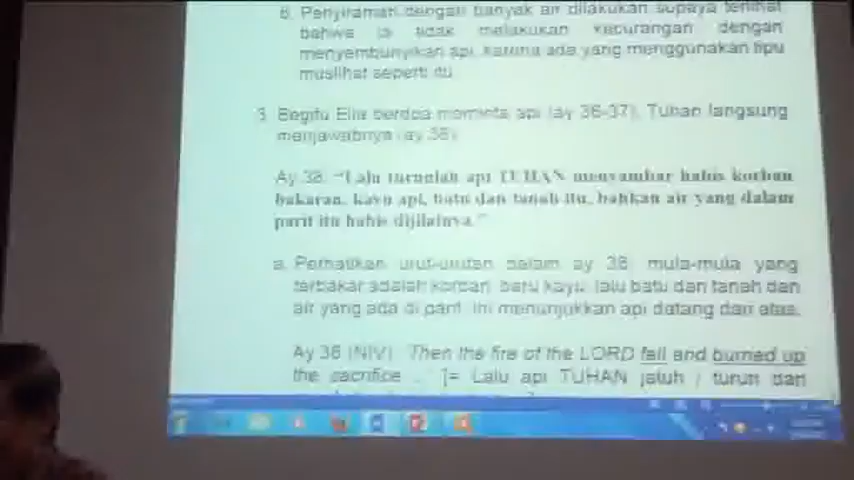 6. Penyiraman dengan banyak air dilakukan supaya terlihat
bahwa ia tidak melakukan kecurangan dengan
menyembunyikan api, karena ada yang menggunakan tipu
muslihat seperti itu.
3. Begitu Elia berdoa meminta api (ay 36-37), Tuhan langsung
menjawabnya (ay 38).
Ay 38: “Lalu turunlah api TUHAN menyambar habis korban
bakaran, kayu api, batu dan tanah itu, bahkan air yang dalam
parit itu habis dijilatnya.”
a. Perhatikan urut-urutan dalam ay 38: mula-mula yang
terbakar adalah korban, baru kayu, lalu batu dan tanah dan
air yang ada di parit. Ini menunjukkan api datang dari atas.
Ay 38 (NIV): Then the fire of the LORD fell and burned up
the sacrifice ... [= Lalu api TUHAN jatuh / turun dan